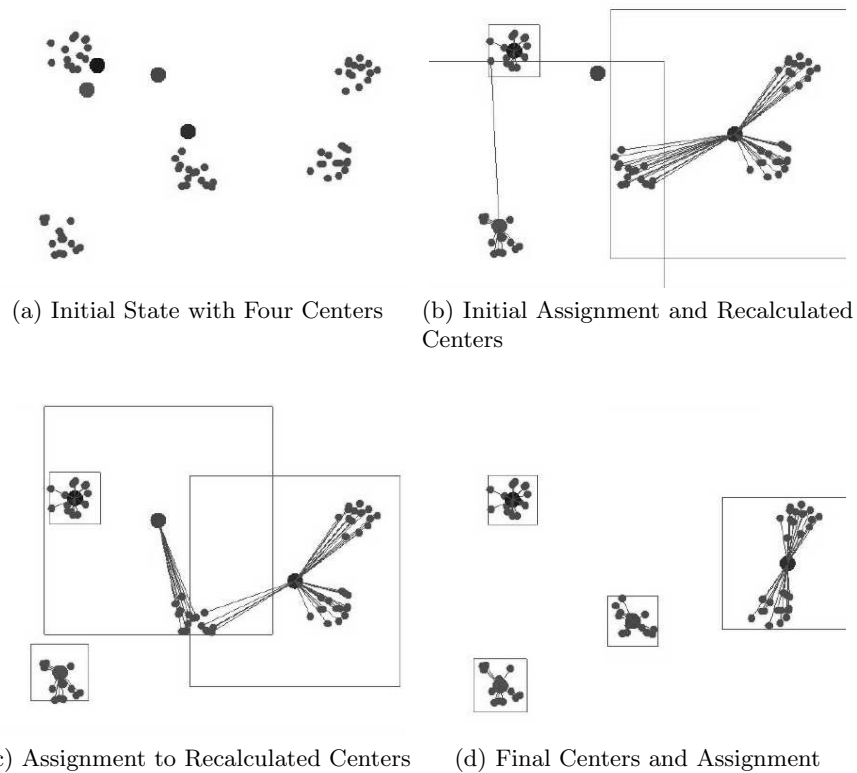 (a) Initial State with Four Centers
(b) Initial Assignment and Recalculated
Centers
) Assignment to Recalculated Centers
(d) Final Centers and Assignment